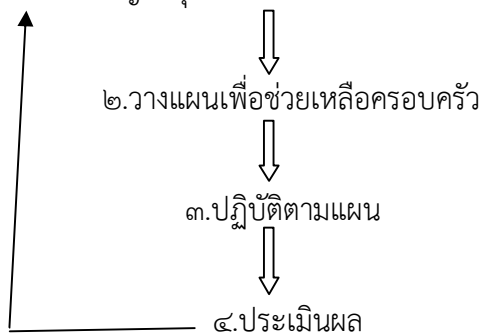 ๒.วางแผนเพื่อช่วยเหลือครอบครัว
๓.ปฏิบัติตามแผน
๔.ประเมินผล